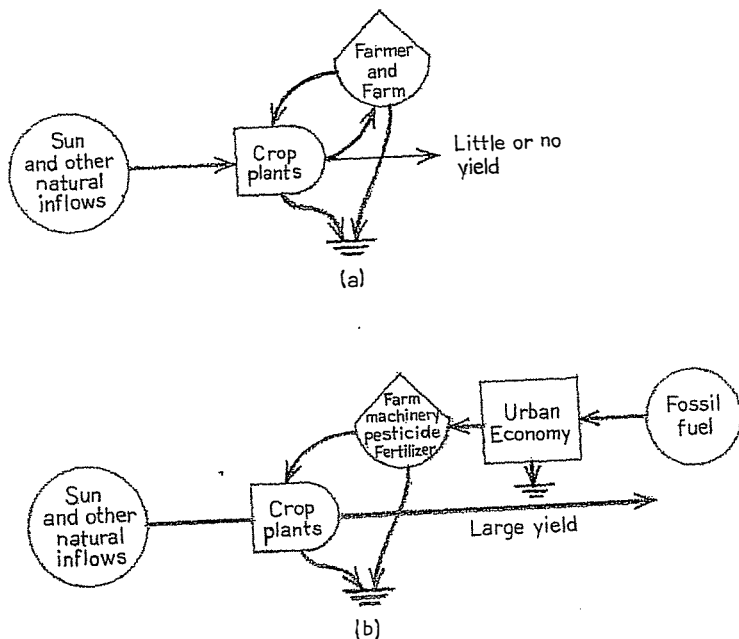 Farmer
and
Farm
Sun
and other
natural
inflows
Crop
plants
Little or no
yield
(a)
Farm
machinery
pesticide
Fertilizer
Urban
Economy
Fossil
fuel
Sun
and other
natural
inflows
Crop
plants
Large yield
(b)